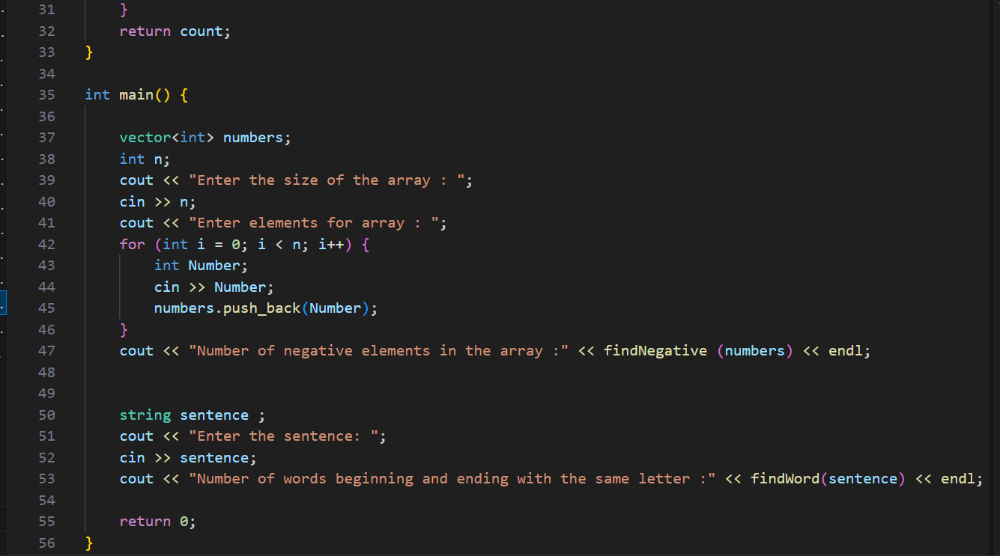 31 }
32 return count;
33 }
34
35 int main() {
36
37 vector<int> numbers;
38 int n;
39 cout << "Enter the size of the array : ";
40 cin >> n;
41 cout << "Enter elements for array : ";
42 for (int i = 0; i < n; i++) {
43 int Number;
44 cin >> Number;
45 numbers.push_back(Number);
46 }
47 cout << "Number of negative elements in the array :" << findNegative (numbers) << endl;
48
49
50 string sentence ;
51 cout << "Enter the sentence: ";
52 cin >> sentence;
53 cout << "Number of words beginning and ending with the same letter :" << findWord(sentence) << endl;
54
55 return 0;
56 }